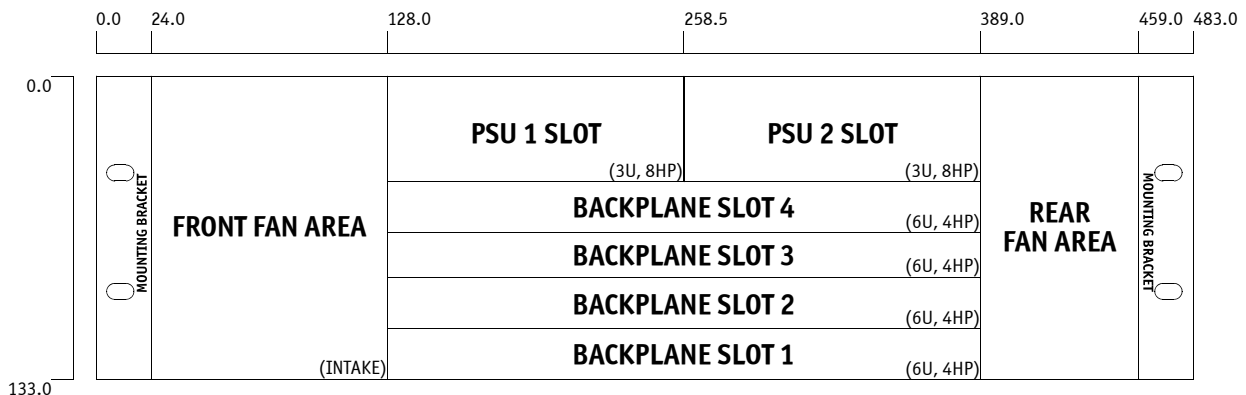 0.0 24.0 128.0 258.5 389.0 459.0 483.0
0.0
PSU 1 SLOT
(3U, 8HP)
PSU 2 SLOT
(3U, 8HP)
MOUNTING BRACKET
FRONT FAN AREA
(INTAKE)
BACKPLANE SLOT 4
(6U, 4HP)
BACKPLANE SLOT 3
(6U, 4HP)
BACKPLANE SLOT 2
(6U, 4HP)
BACKPLANE SLOT 1
(6U, 4HP)
REAR
FAN AREA
MOUNTING BRACKET
133.0